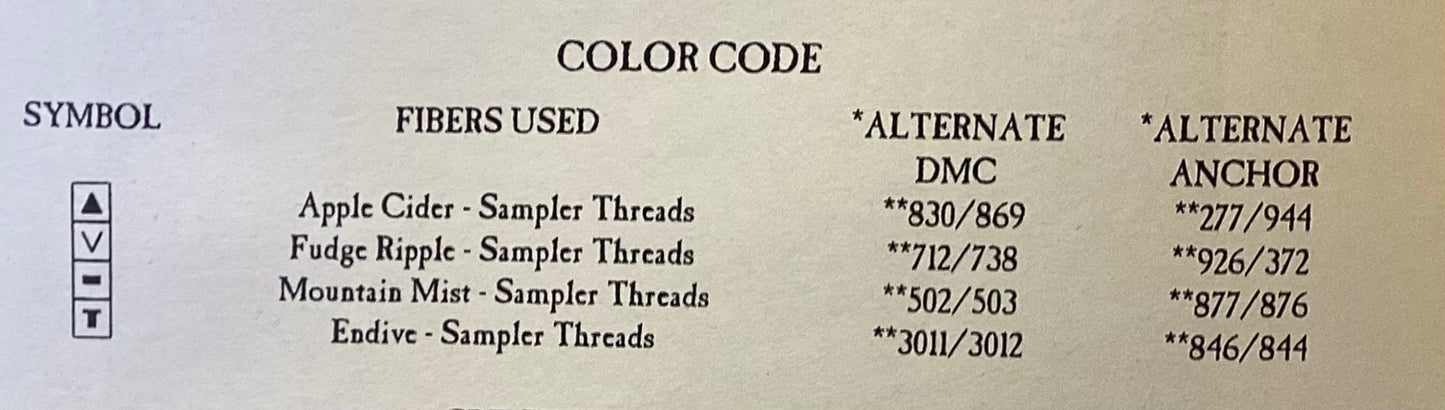 COLOR CODE
SYMBOL FIBERS USED *ALTERNATE DMC *ALTERNATE ANCHOR
▲ Apple Cider - Sampler Threads **830/869 **277/944
V Fudge Ripple - Sampler Threads **712/738 **926/372
▬ Mountain Mist - Sampler Threads **502/503 **877/876
T Endive - Sampler Threads **3011/3012 **846/844